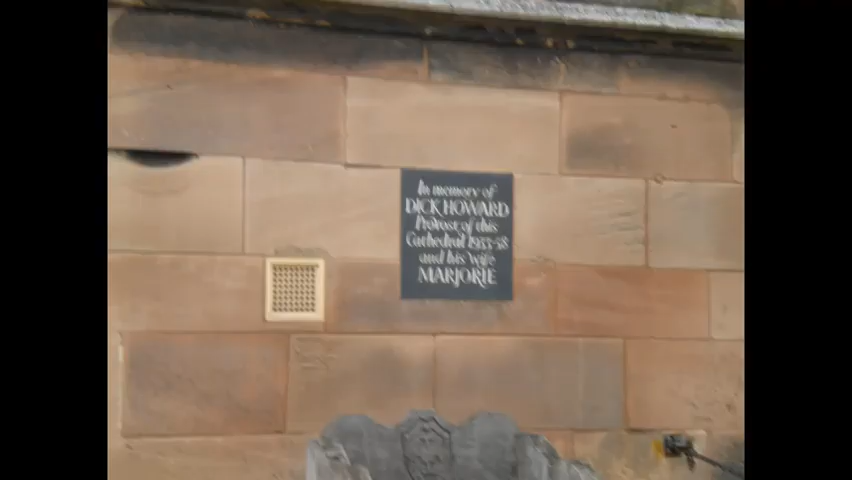 In memory of
DICK HOWARD
Provost of this
Cathedral 1933-58
and his wife
MARJORIE